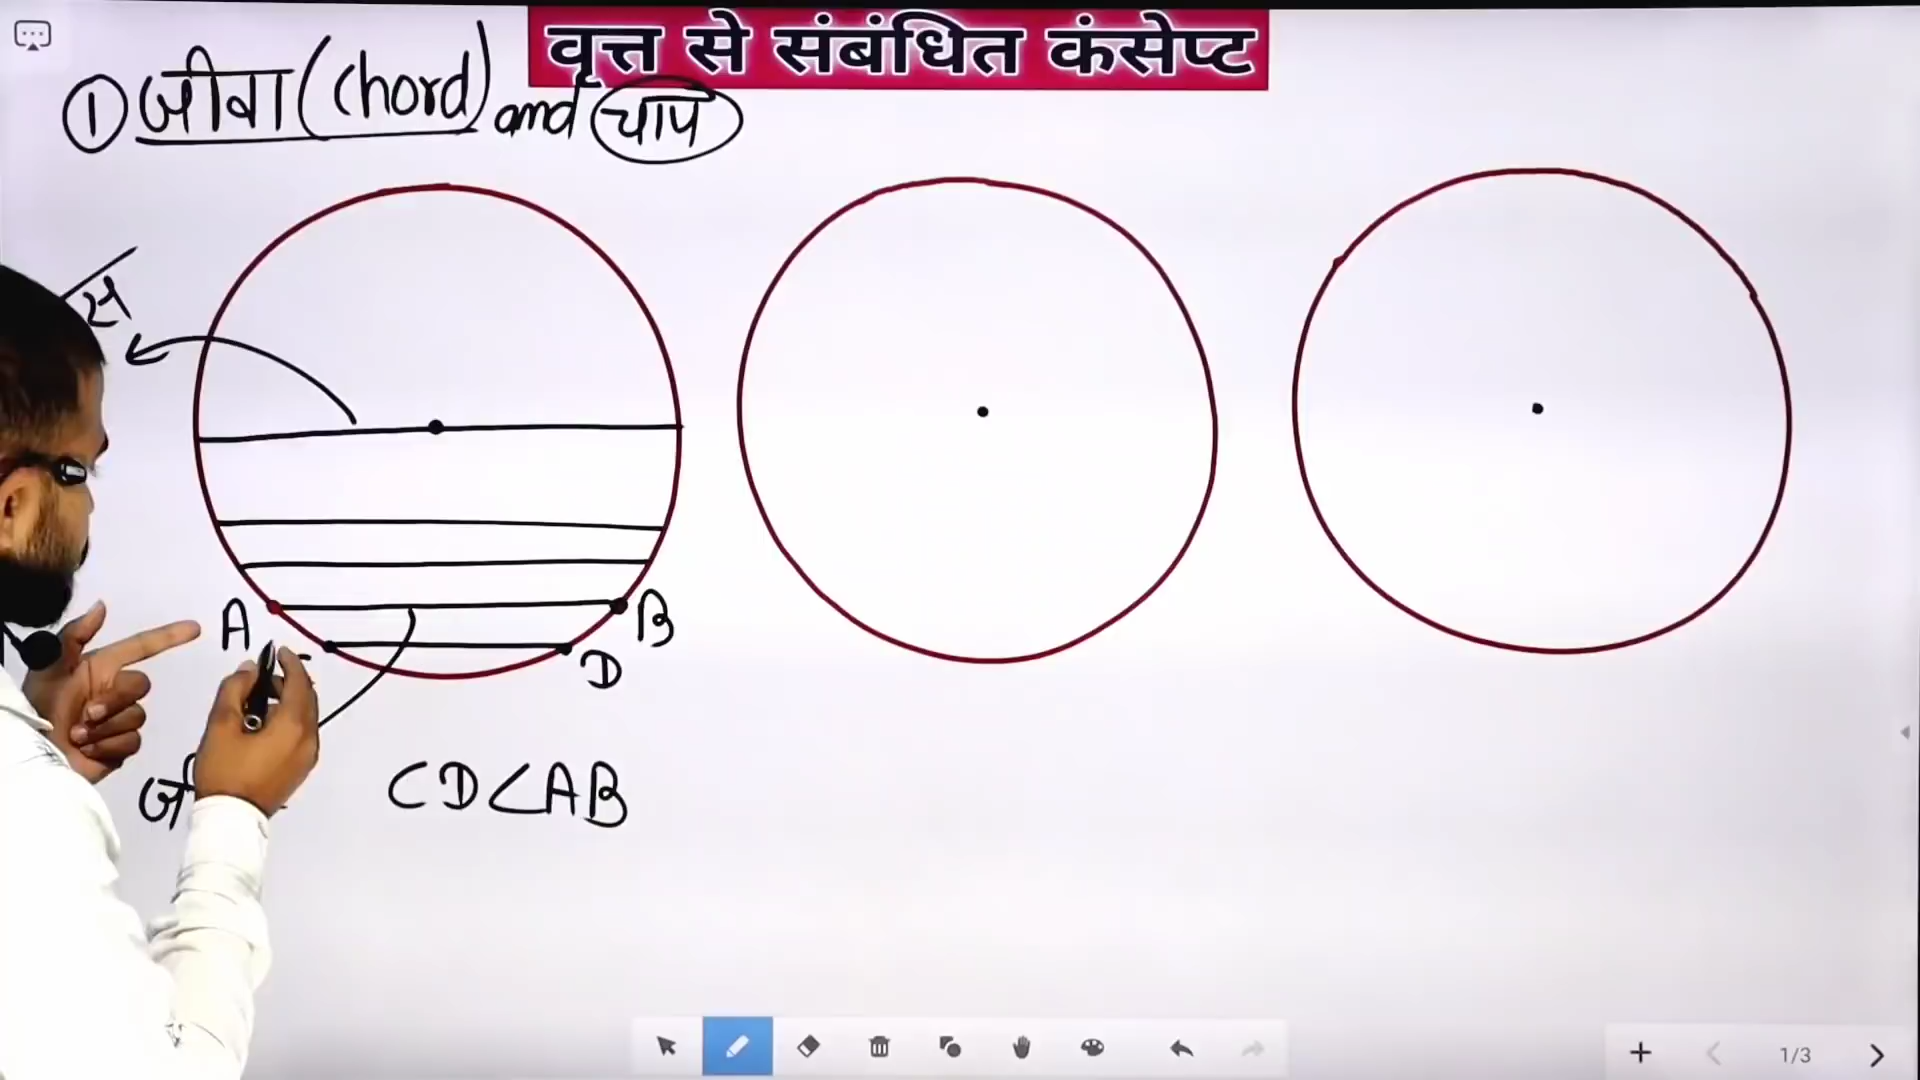 वृत्त से संबंधित कंसेप्ट
① जीवा (chord) and चाप
A
B
D
CD<AB
1/3